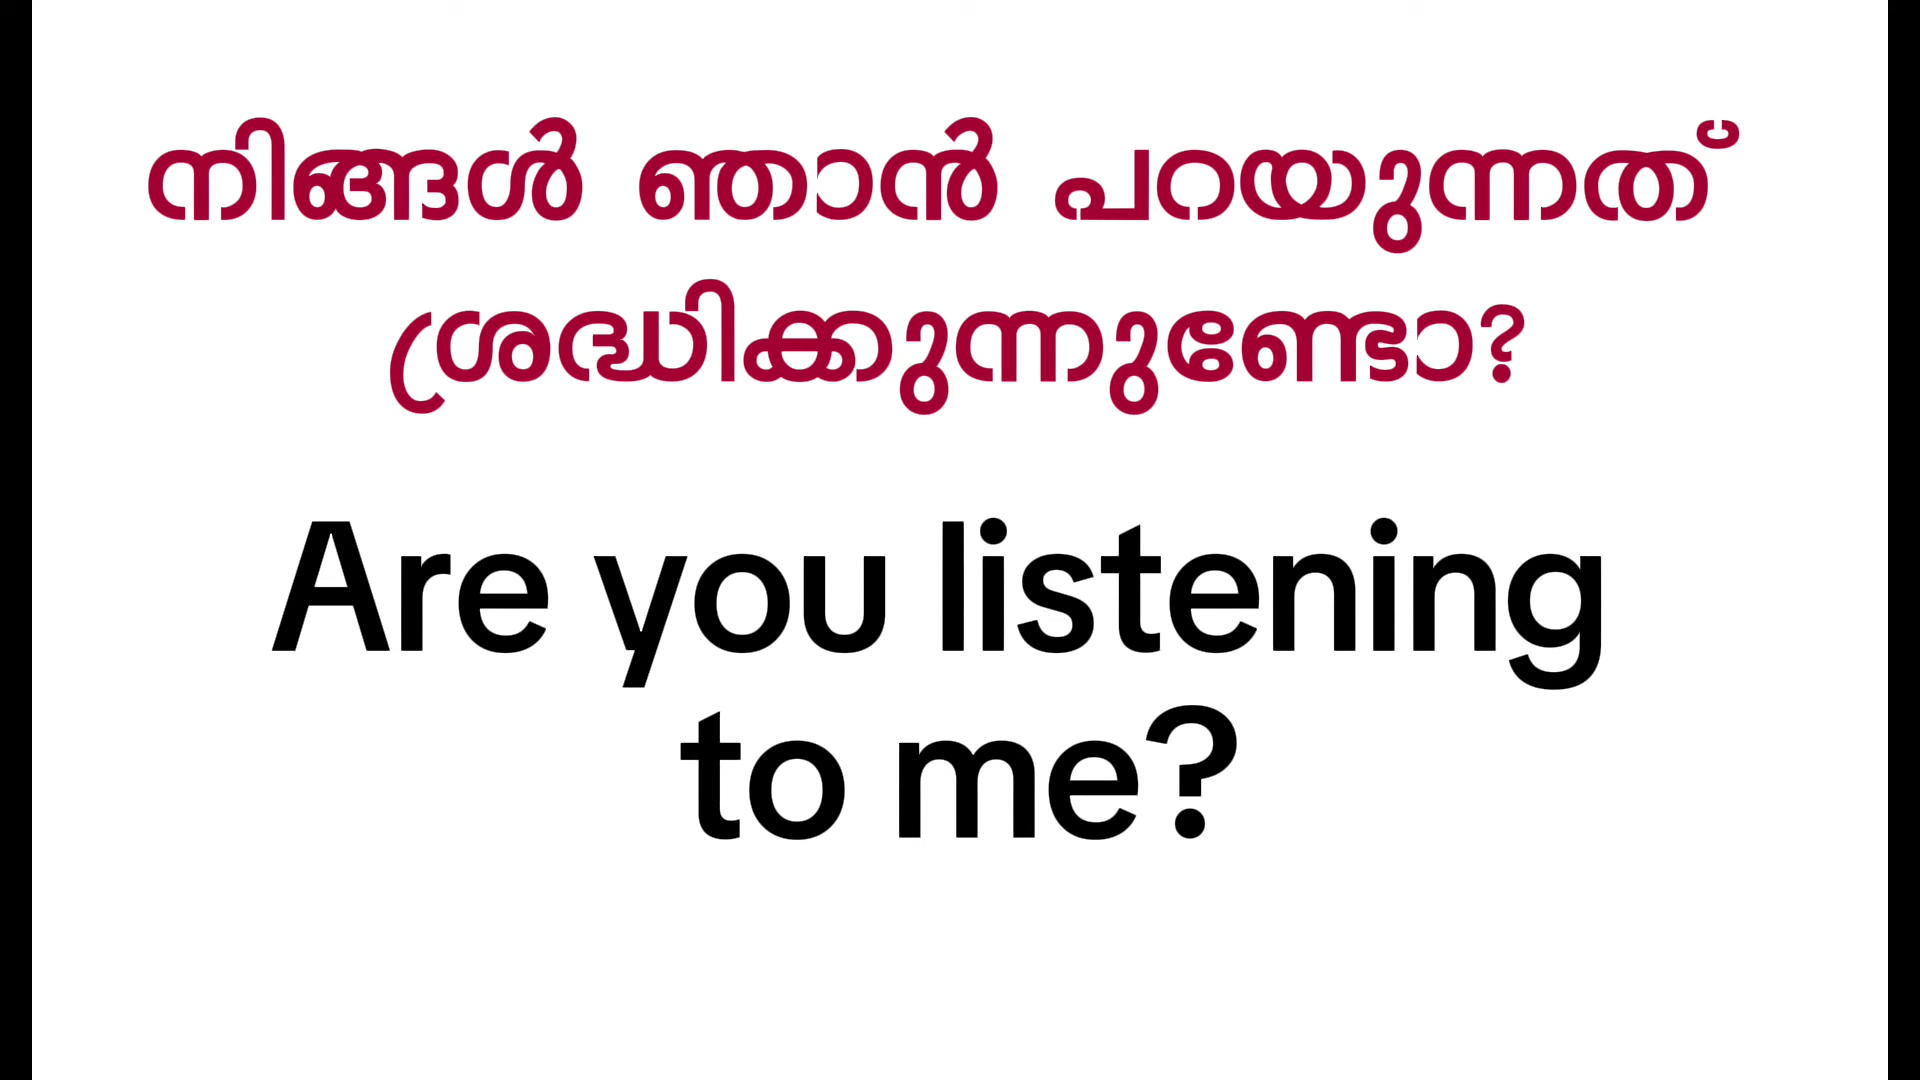 നിങ്ങൾ ഞാൻ പറയുന്നത്
ശ്രദ്ധിക്കുന്നുണ്ടോ?
Are you listening
to me?